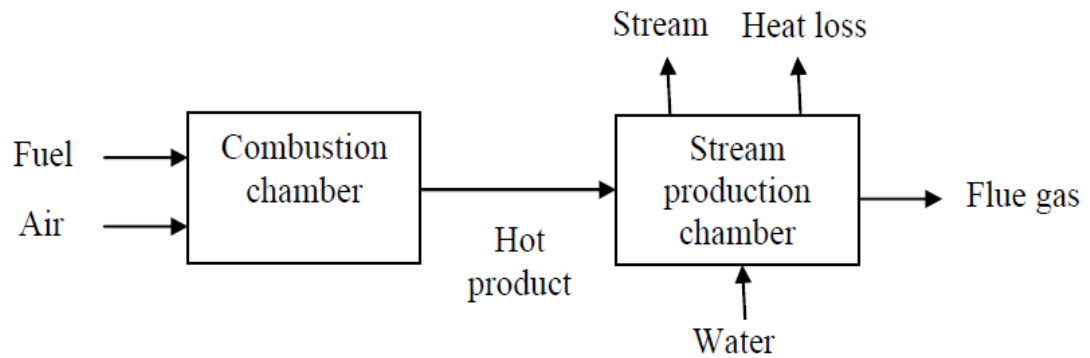 Stream
Heat loss
Fuel
Air
Combustion
chamber
Hot
product
Stream
production
chamber
Flue gas
Water